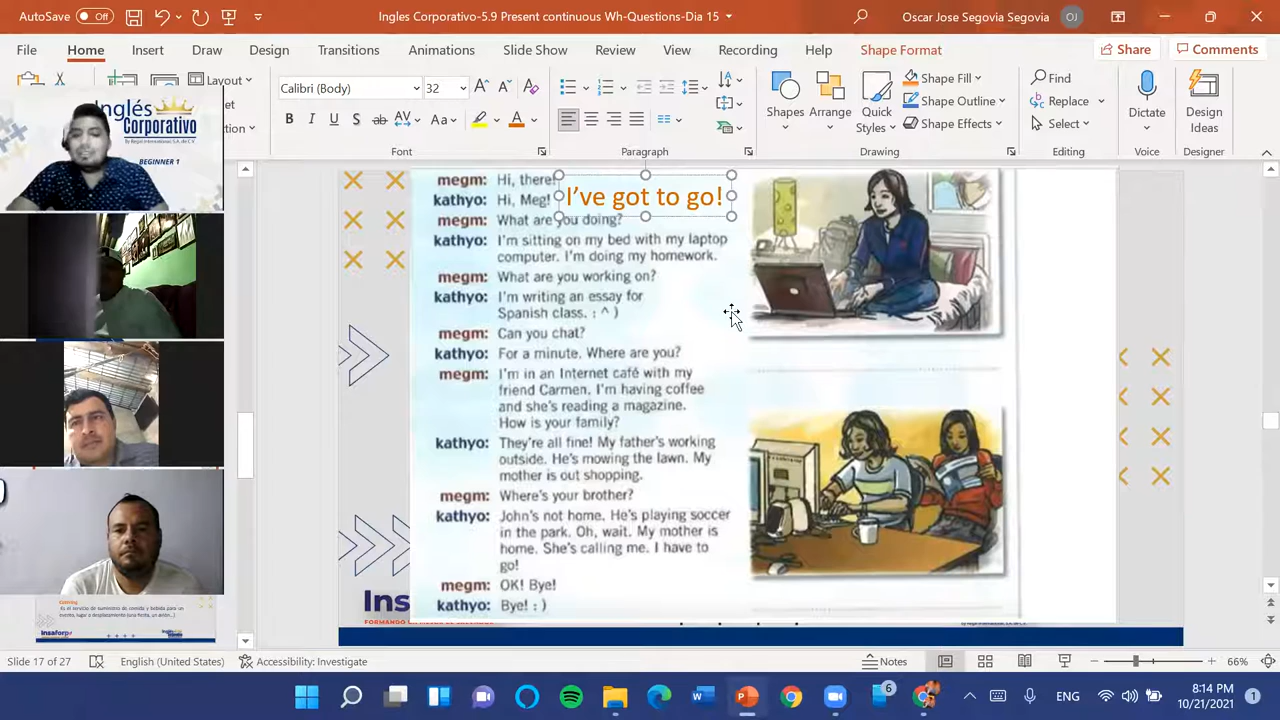 AutoSave Off
Ingles Corporativo-5.9 Present continuous Wh-Questions-Dia 15
Oscar Jose Segovia Segovia OJ
File Home Insert Draw Design Transitions Animations Slide Show Review View Recording Help Shape Format
Share Comments
Layout
Calibri (Body) 32
Shapes Arrange Quick Styles
Shape Fill
Shape Outline
Shape Effects
Find
Replace
Select
Dictate
Design Ideas
Font Paragraph Drawing Editing Voice Designer
Inglés
Corporativo
BEGINNER 1
I've got to go!
megm: Hi, there!
kathyo: Hi, Meg!
megm: What are you doing?
kathyo: I'm sitting on my bed with my laptop
computer. I'm doing my homework.
megm: What are you working on?
kathyo: I'm writing an essay for
Spanish class. : ^ )
megm: Can you chat?
kathyo: For a minute. Where are you?
megm: I'm in an Internet café with my
friend Carmen. I'm having coffee
and she's reading a magazine.
How is your family?
kathyo: They're all fine! My father's working
outside. He's mowing the lawn. My
mother is out shopping.
megm: Where's your brother?
kathyo: John's not home. He's playing soccer
in the park. Oh, wait. My mother is
home. She's calling me. I have to
go!
megm: OK! Bye!
kathyo: Bye! : )
Slide 17 of 27 English (United States) Accessibility: Investigate Notes 66%
ENG
8:14 PM
10/21/2021
6
1